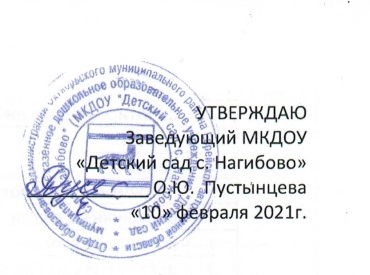 УТВЕРЖДАЮ
Заведующий МКДОУ
«Детский сад с. Нагибово»
О.Ю. Пустынцева
«10» февраля 2021г.